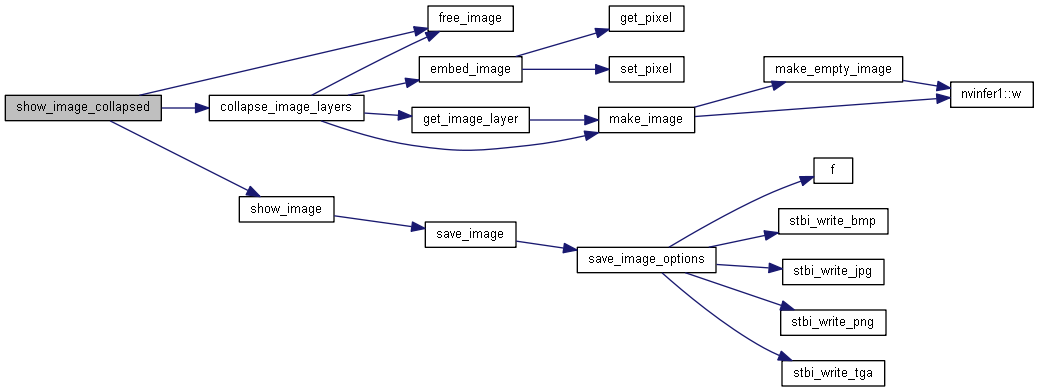 show_image_collapsed
free_image
collapse_image_layers
embed_image
get_pixel
set_pixel
get_image_layer
make_image
make_empty_image
nvinfer1::w
show_image
save_image
save_image_options
f
stbi_write_bmp
stbi_write_jpg
stbi_write_png
stbi_write_tga